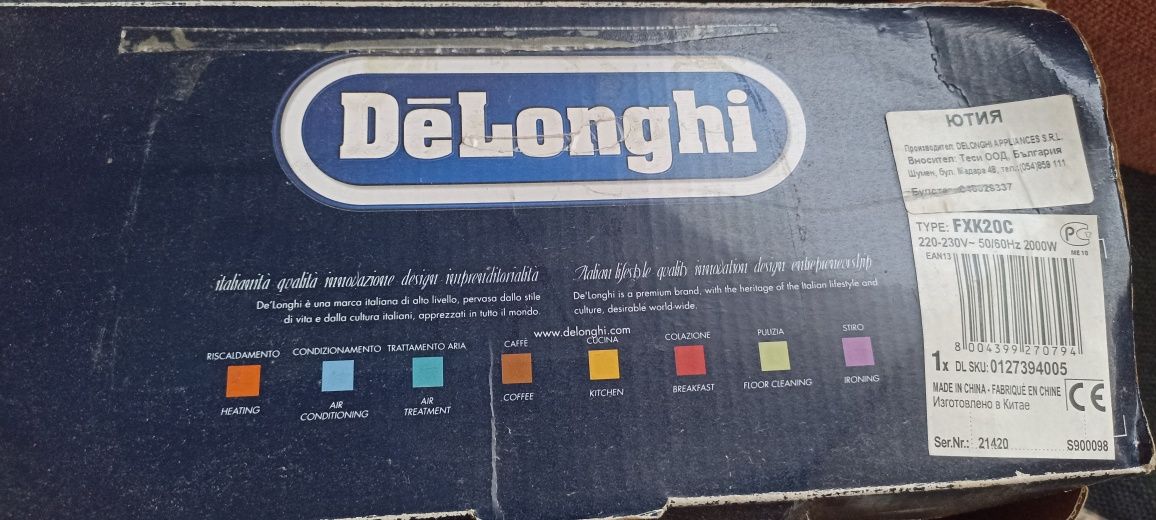 DēLonghi
italianità qualità innovazione design imprenditorialità
De'Longhi è una marca italiana di alto livello, pervasa dallo stile
di vita e dalla cultura italiani, apprezzati in tutto il mondo.
Italian lifestyle quality innovation design entrepreneurship
De'Longhi is a premium brand, with the heritage of the Italian lifestyle and
culture, desirable world-wide.
www.delonghi.com
RISCALDAMENTO CONDIZIONAMENTO TRATTAMENTO ARIA CAFFÈ CUCINA COLAZIONE PULIZIA STIRO
HEATING AIR CONDITIONING AIR TREATMENT COFFEE KITCHEN BREAKFAST FLOOR CLEANING IRONING
ЮТИЯ
Производител: DELONGHI APPLIANCES S.R.L.
Вносител: Теси ООД, България
Шумен, бул. Мадара 48, тел.:(054)859 111
TYPE: FXK20C
220-230V~ 50/60Hz 2000W
EAN13
ME 10
8 004399 270794
1x DL SKU: 0127394005
MADE IN CHINA - FABRIQUÉ EN CHINE
Изготовлено в Китае
CE
Ser.Nr.: 21420 S900098